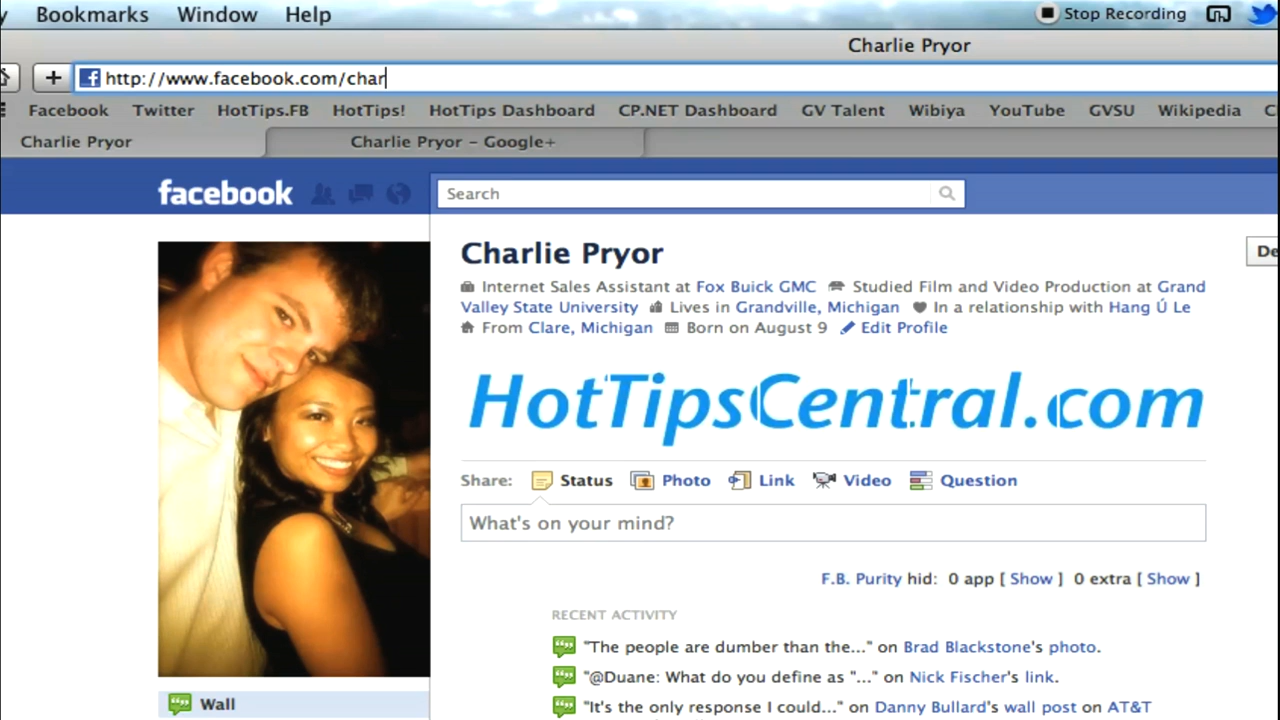 Bookmarks Window Help Stop Recording
Charlie Pryor
http://www.facebook.com/char
Facebook Twitter HotTips.FB HotTips! HotTips Dashboard CP.NET Dashboard GV Talent Wibiya YouTube GVSU Wikipedia
Charlie Pryor Charlie Pryor - Google+
facebook Search
Charlie Pryor
Internet Sales Assistant at Fox Buick GMC Studied Film and Video Production at Grand
Valley State University Lives in Grandville, Michigan In a relationship with Hang Ú Le
From Clare, Michigan Born on August 9 Edit Profile
HotTipsCentral.com
Share: Status Photo Link Video Question
What's on your mind?
F.B. Purity hid: 0 app [ Show ] 0 extra [ Show ]
RECENT ACTIVITY
"The people are dumber than the..." on Brad Blackstone's photo.
"@Duane: What do you define as "..." on Nick Fischer's link.
"It's the only response I could..." on Danny Bullard's wall post on AT&T
Wall